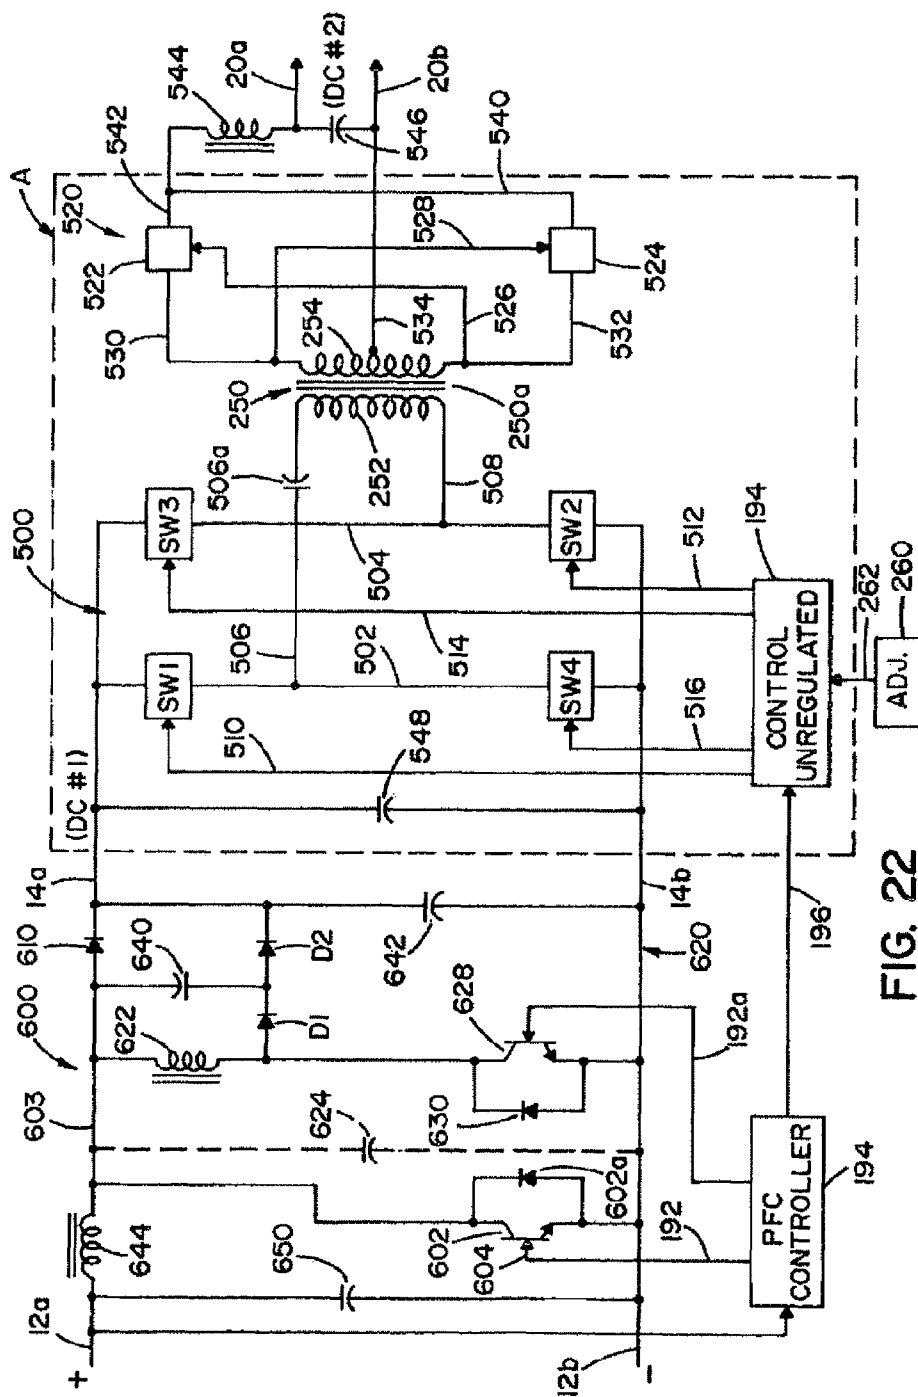 A
544
20a
(DC #2)
20b
546
542
540
520
522
528
524
530
254
534
526
532
250
250a
252
506a
508
500
SW3
504
SW2
512
194
514
506
502
SW1
SW4
516
CONTROL
UNREGULATED
262
ADJ.
260
510
548
(DC #1)
14a
14b
196
610
640
D2
642
620
600
622
D1
628
192a
603
624
630
602a
644
650
602
604
192
PFC
CONTROLLER
194
12a
+
12b
-
FIG. 22